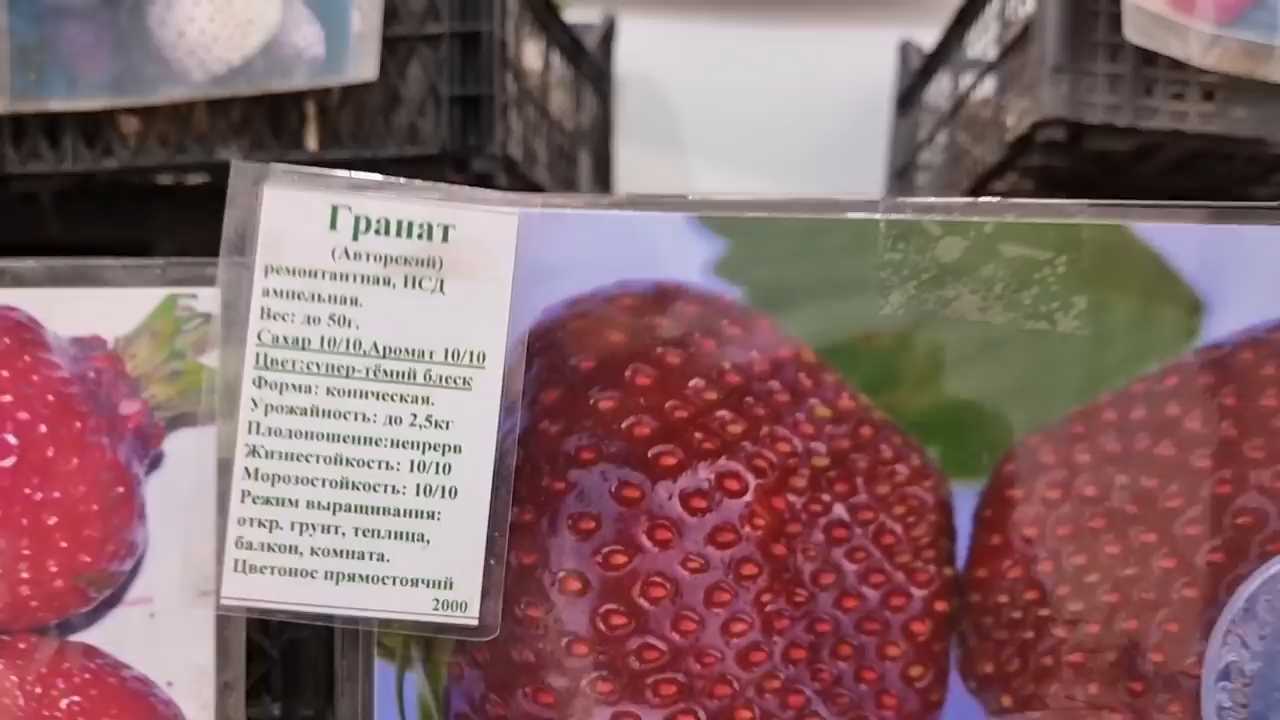 Гранат
(Авторский)
ремонтантная, НСД
ампельная.
Вес: до 50г.
Сахар 10/10,Аромат 10/10
Цвет:супер-тёмий блеск
Форма: коническая.
Урожайность: до 2,5кг
Плодоношение:непрерв
Жизнестойкость: 10/10
Морозостойкость: 10/10
Режим выращивания:
откр. грунт, теплица,
балкон, комната.
Цветонос прямостоячий
2000